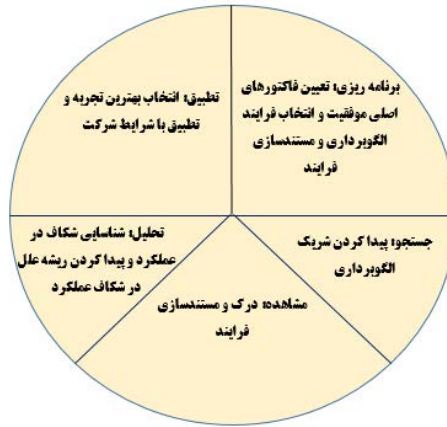 برنامه ریزی: تعیین فاکتورهای
اصلی موفقیت و انتخاب فرایند
الگوبرداری و مستندسازی
فرایند
جستجو: پیدا کردن شریک
الگوبرداری
مشاهده: درک و مستندسازی
فرایند
تحلیل: شناسایی شکاف در
عملکرد و پیدا کردن ریشه علل
در شکاف عملکرد
تطبیق: انتخاب بهترین تجربه و
تطبیق با شرایط شرکت